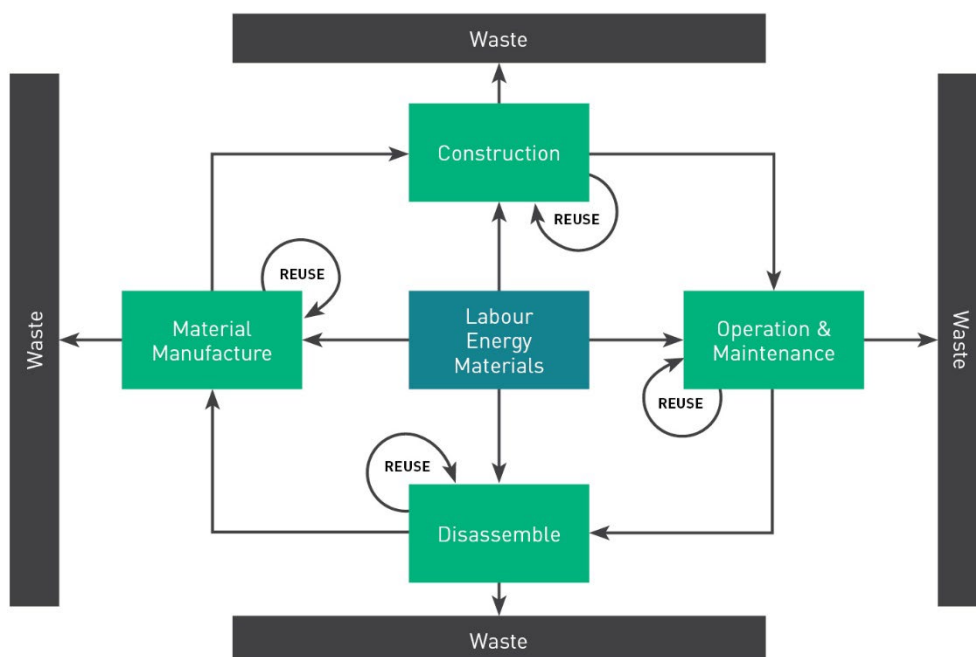 Waste
Construction
REUSE
Waste
REUSE
Material
Manufacture
Labour
Energy
Materials
Operation &
Maintenance
Waste
REUSE
REUSE
Disassemble
Waste